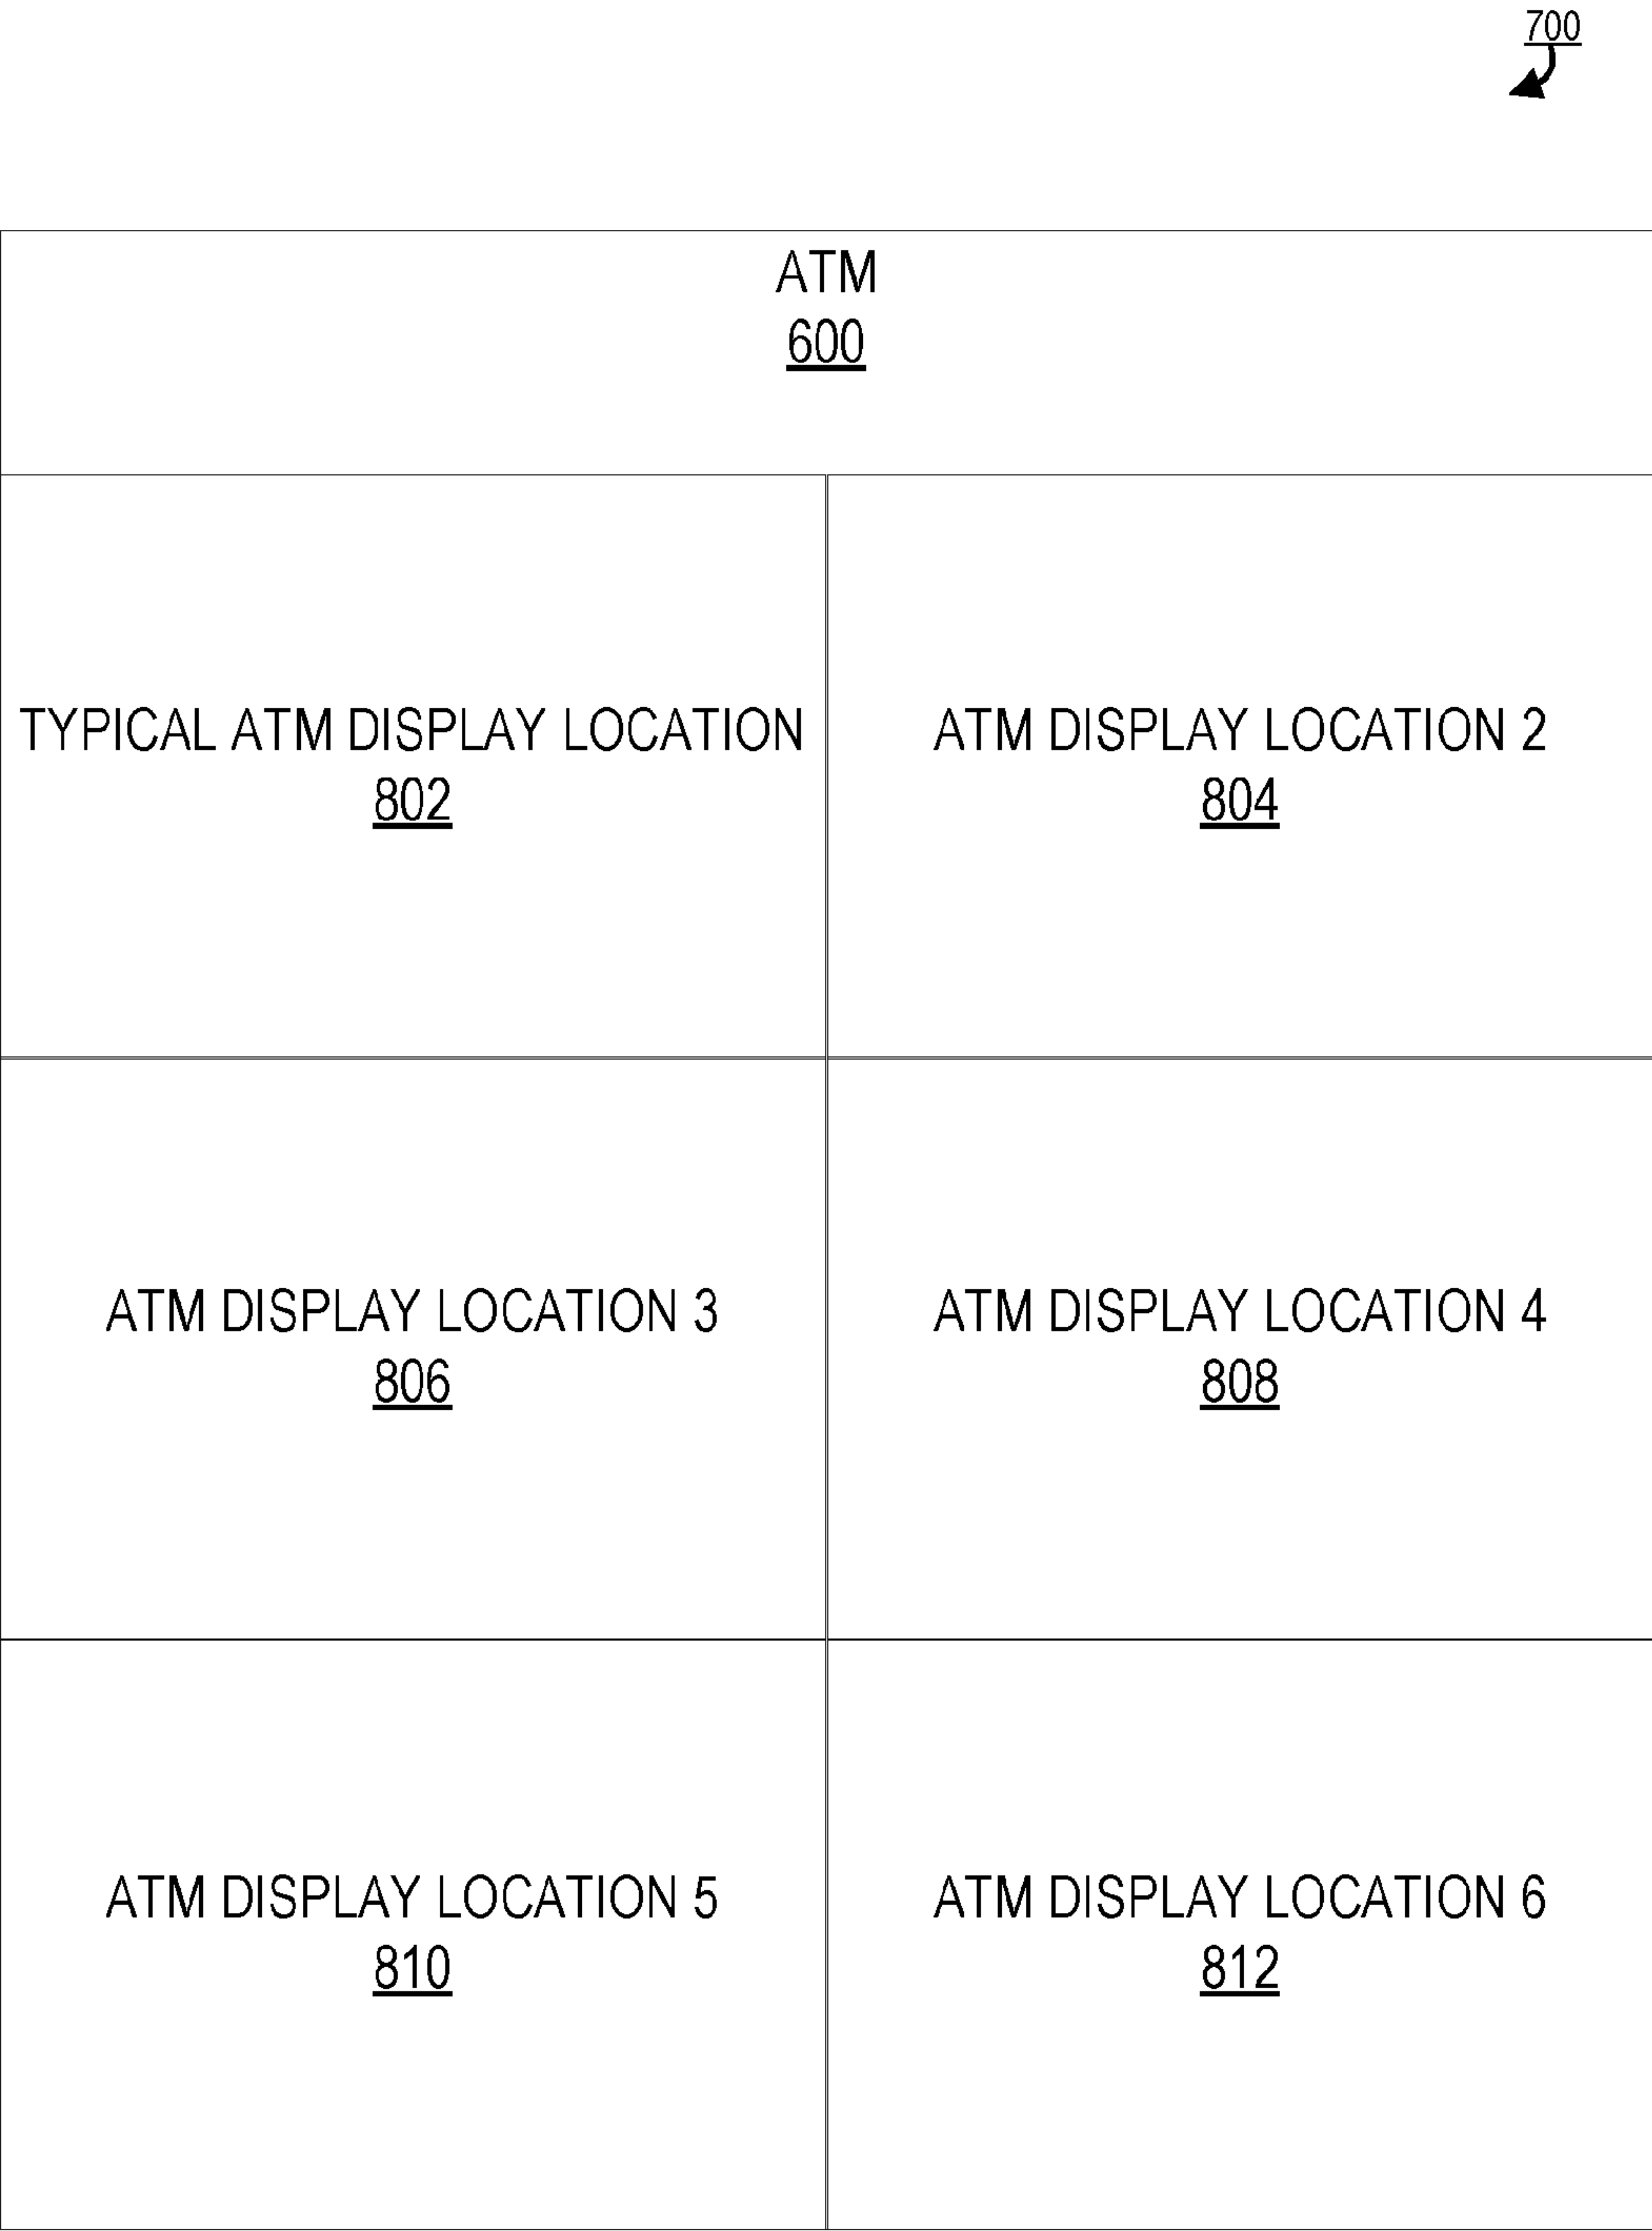 700
ATM
600
TYPICAL ATM DISPLAY LOCATION
802
ATM DISPLAY LOCATION 2
804
ATM DISPLAY LOCATION 3
806
ATM DISPLAY LOCATION 4
808
ATM DISPLAY LOCATION 5
810
ATM DISPLAY LOCATION 6
812